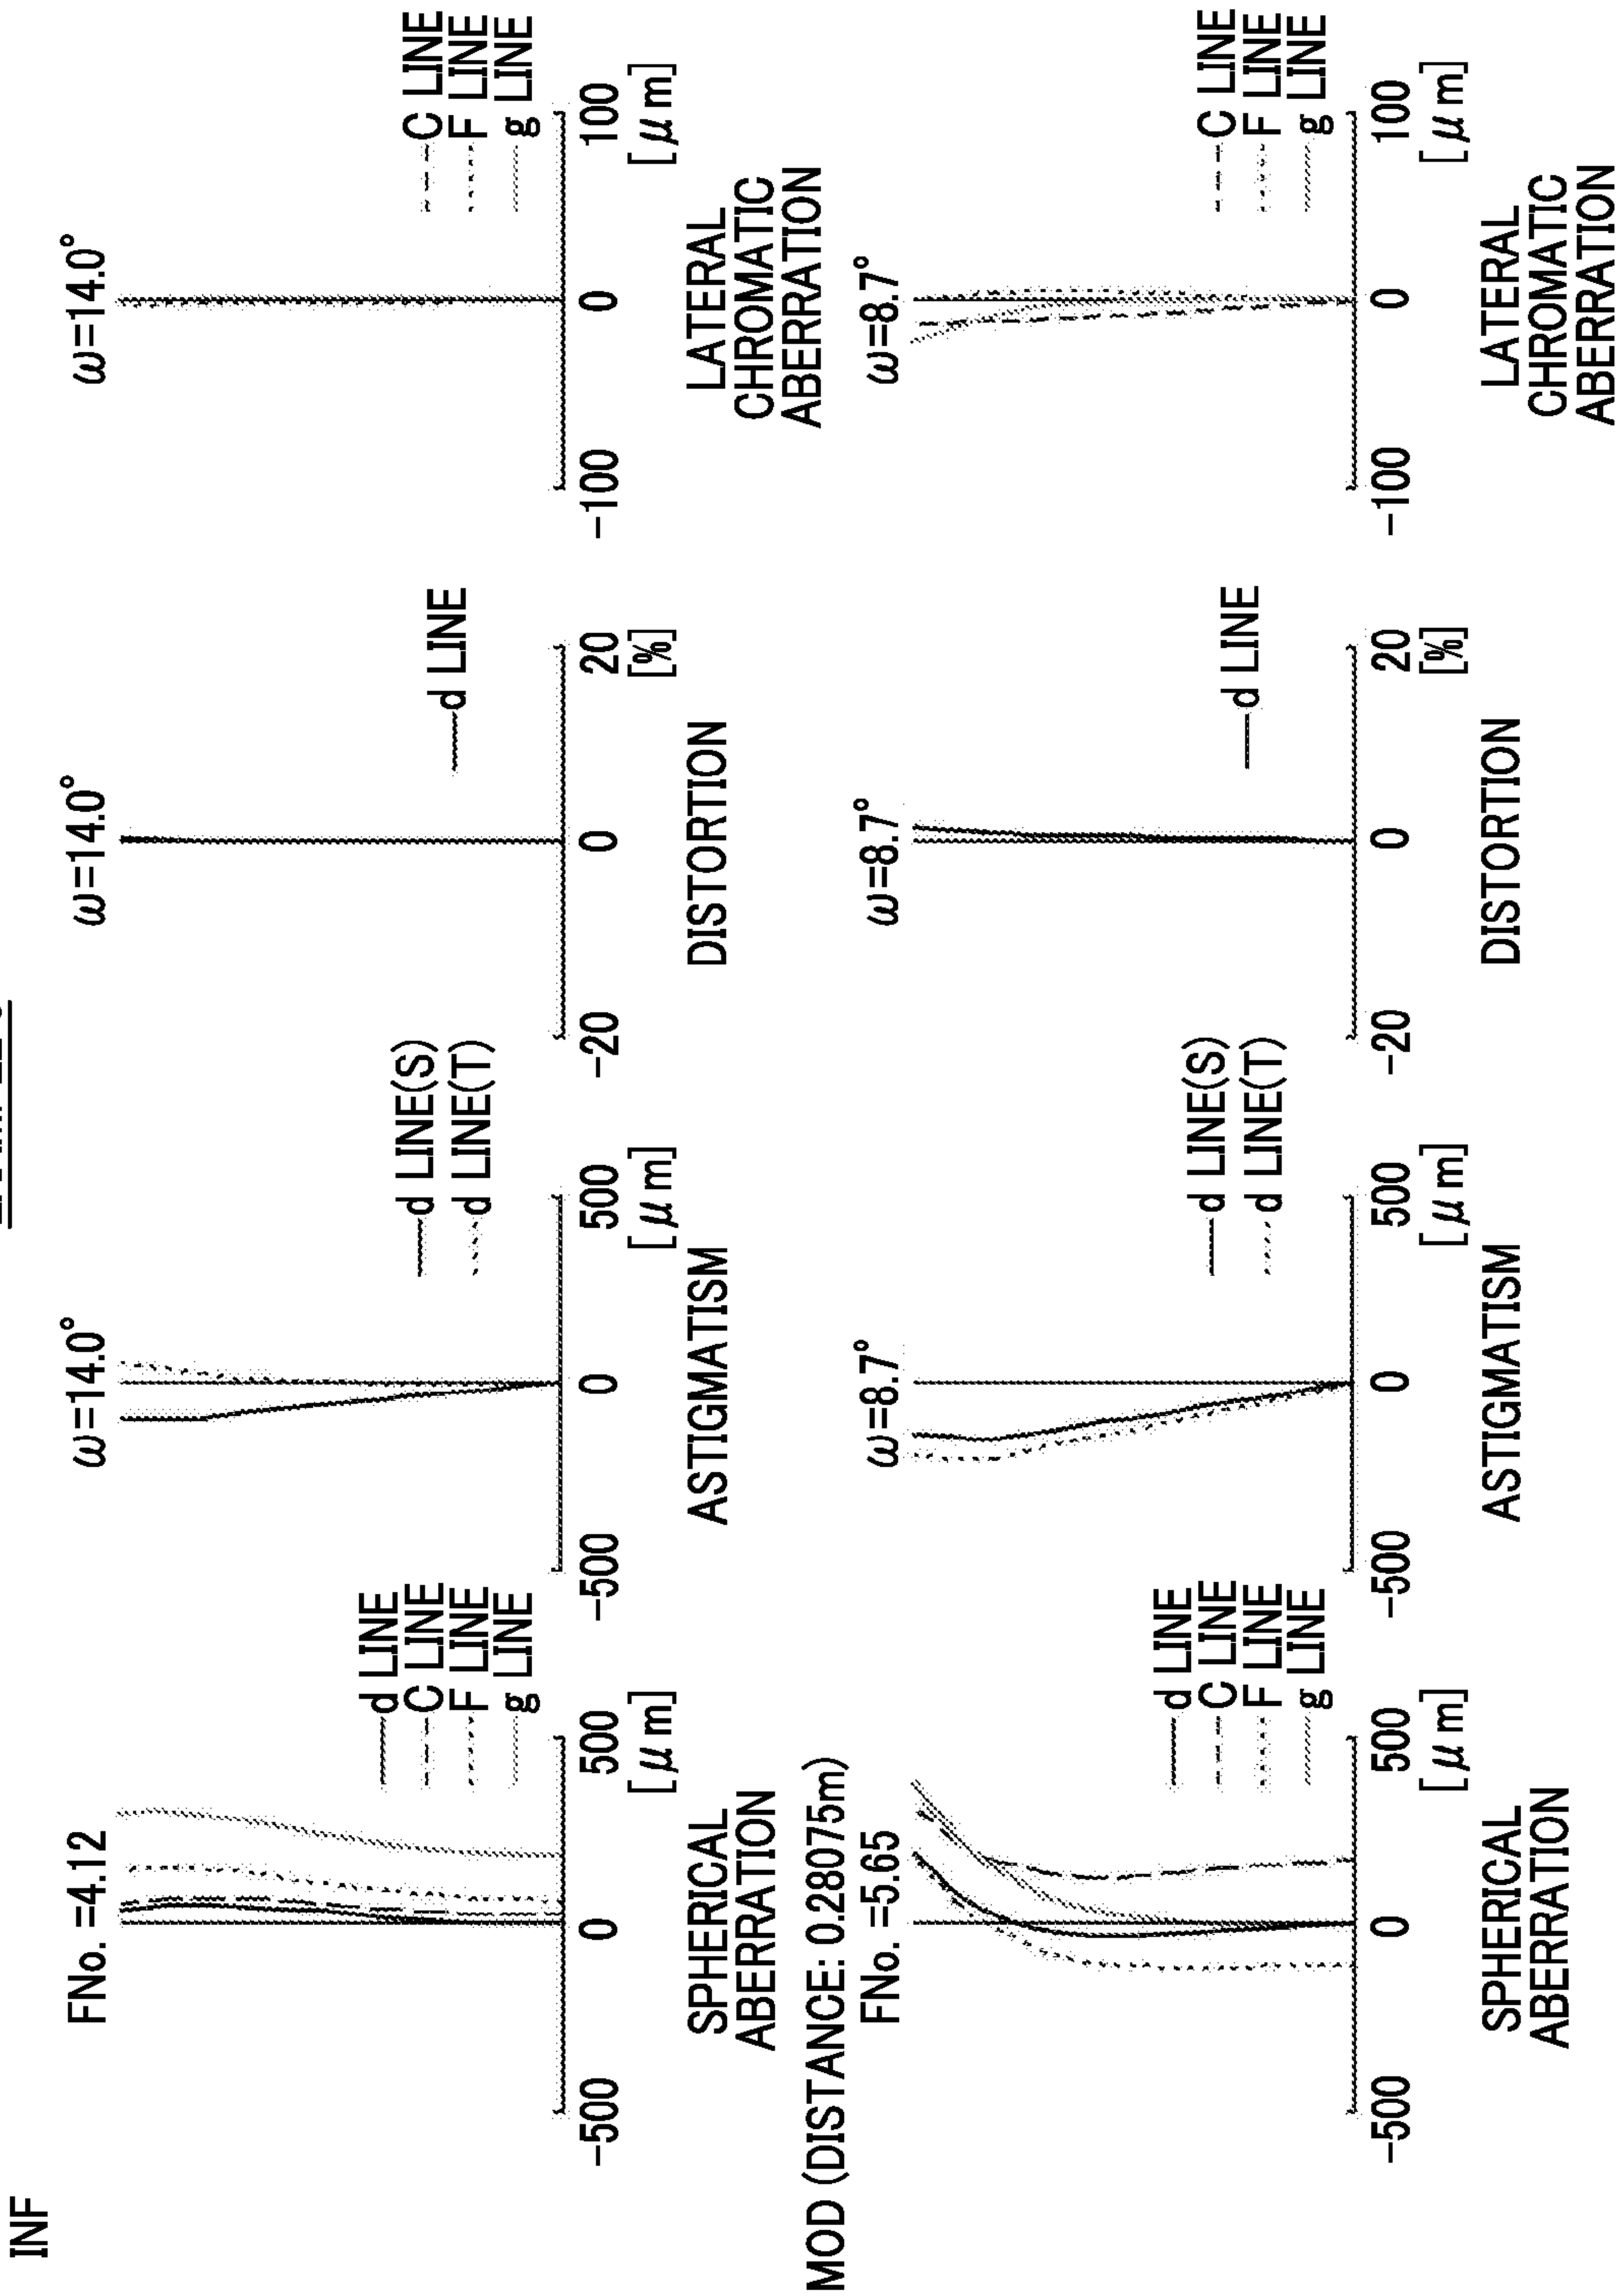 INF
FNo. =4.12
ω=14.0°
ω=14.0°
ω=14.0°
d LINE
C LINE
F LINE
g LINE
d LINE(S)
d LINE(T)
d LINE
C LINE
F LINE
g LINE
-500 0 500
[μm]
-500 0 500
[μm]
-20 0 20
[%]
-100 0 100
[μm]
SPHERICAL
ABERRATION
ASTIGMATISM
DISTORTION
LATERAL
CHROMATIC
ABERRATION
MOD (DISTANCE: 0.28075m)
FNo. =5.65
ω=8.7°
ω=8.7°
ω=8.7°
d LINE
C LINE
F LINE
g LINE
d LINE(S)
d LINE(T)
d LINE
C LINE
F LINE
g LINE
-500 0 500
[μm]
-500 0 500
[μm]
-20 0 20
[%]
-100 0 100
[μm]
SPHERICAL
ABERRATION
ASTIGMATISM
DISTORTION
LATERAL
CHROMATIC
ABERRATION